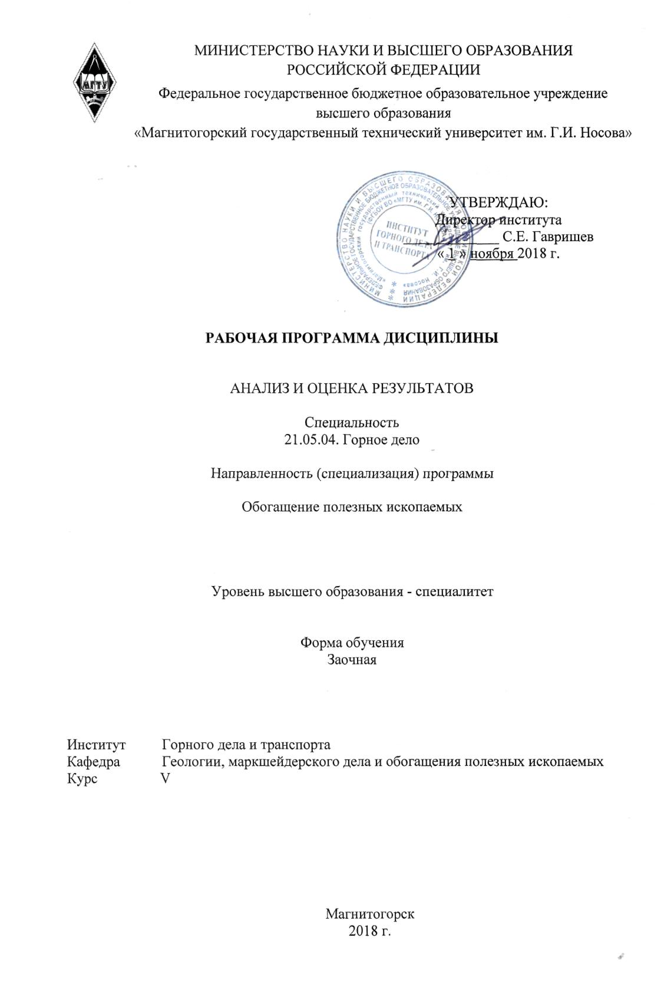 МИНИСТЕРСТВО НАУКИ И ВЫСШЕГО ОБРАЗОВАНИЯ
РОССИЙСКОЙ ФЕДЕРАЦИИ
Федеральное государственное бюджетное образовательное учреждение
высшего образования
«Магнитогорский государственный технический университет им. Г.И. Носова»
МГТУ
УТВЕРЖДАЮ:
Директор института
С.Е. Гавришев
« 1 » ноября 2018 г.
ИНСТИТУТ
ГОРНОГО ДЕЛА
И ТРАНСПОРТА
РАБОЧАЯ ПРОГРАММА ДИСЦИПЛИНЫ
АНАЛИЗ И ОЦЕНКА РЕЗУЛЬТАТОВ
Специальность
21.05.04. Горное дело
Направленность (специализация) программы
Обогащение полезных ископаемых
Уровень высшего образования - специалитет
Форма обучения
Заочная
Институт Горного дела и транспорта
Кафедра Геологии, маркшейдерского дела и обогащения полезных ископаемых
Курс V
Магнитогорск
2018 г.